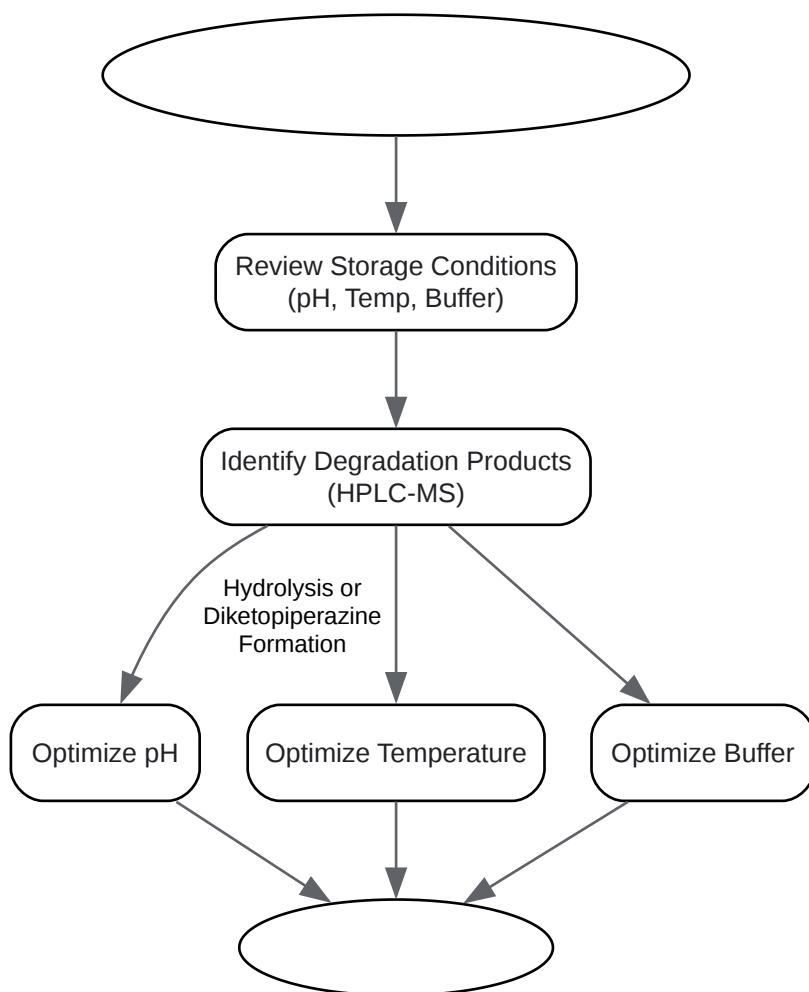 Review Storage Conditions
(pH, Temp, Buffer)
Identify Degradation Products
(HPLC-MS)
Hydrolysis or
Diketopiperazine
Formation
Optimize pH
Optimize Temperature
Optimize Buffer